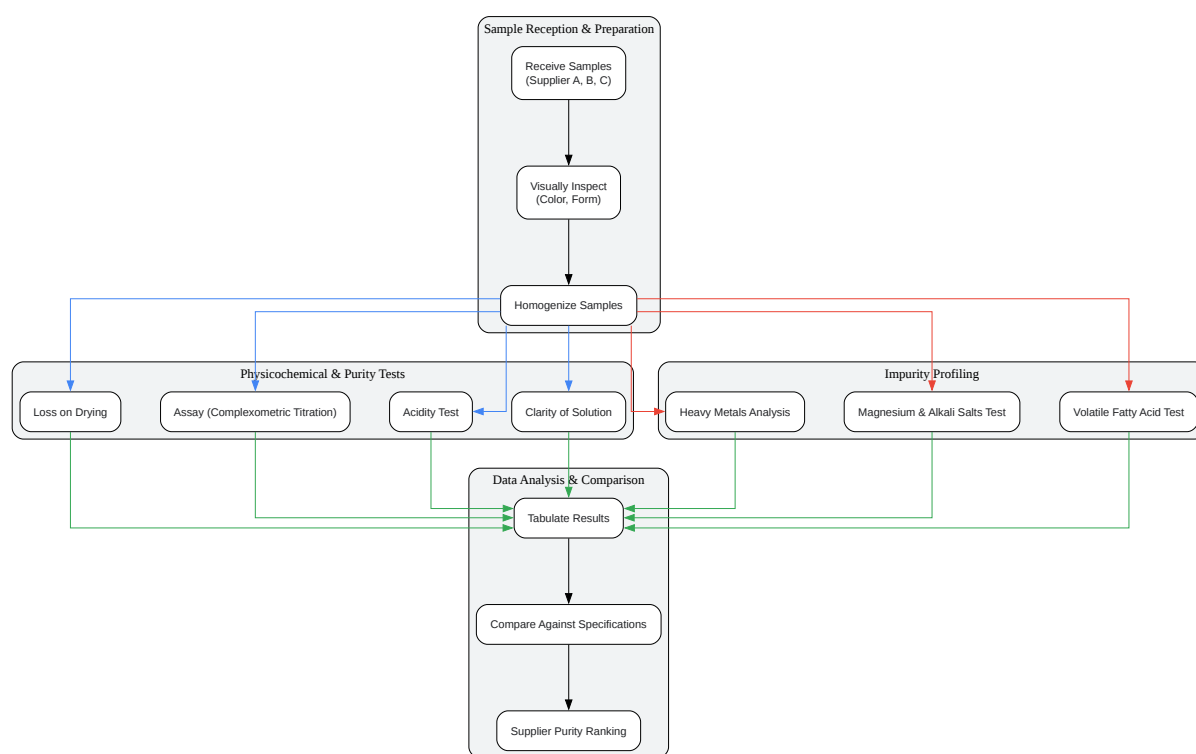 Sample Reception & Preparation
Receive Samples
(Supplier A, B, C)
Visually Inspect
(Color, Form)
Homogenize Samples
Physicochemical & Purity Tests
Impurity Profiling
Loss on Drying
Assay (Complexometric Titration)
Acidity Test
Clarity of Solution
Heavy Metals Analysis
Magnesium & Alkali Salts Test
Volatile Fatty Acid Test
Data Analysis & Comparison
Tabulate Results
Compare Against Specifications
Supplier Purity Ranking